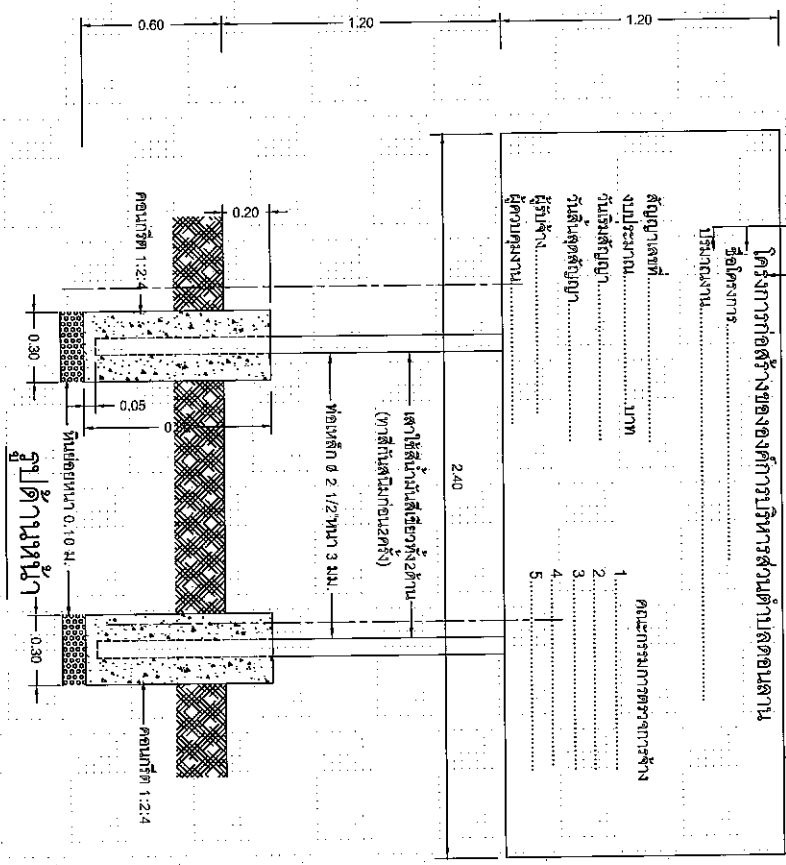 โครงการก่อสร้างขององค์การบริหารส่วนตำบลดอนลาน
ชื่อโครงการ
ปริมาณงาน
สัญญาเลขที่
งบประมาณ บาท
วันเริ่มสัญญา
วันสิ้นสุดสัญญา
ผู้รับจ้าง
ผู้ควบคุมงาน
คณะกรรมการตรวจการจ้าง
1
2
3
4
5
1.20
1.20
0.60
2.40
เสาใช้สีน้ำมันสีเขียวทั้ง2ด้าน
(ทาสีกันสนิมก่อน2ครั้ง)
ท่อเหล็ก ø 2 1/2"หนา 3 มม
0.20
คอนกรีต 1:2:4
คอนกรีต 1:2:4
0.30
0.05
0.30
หินย่อยหนา 0.10 ม.
รูปด้านหน้า